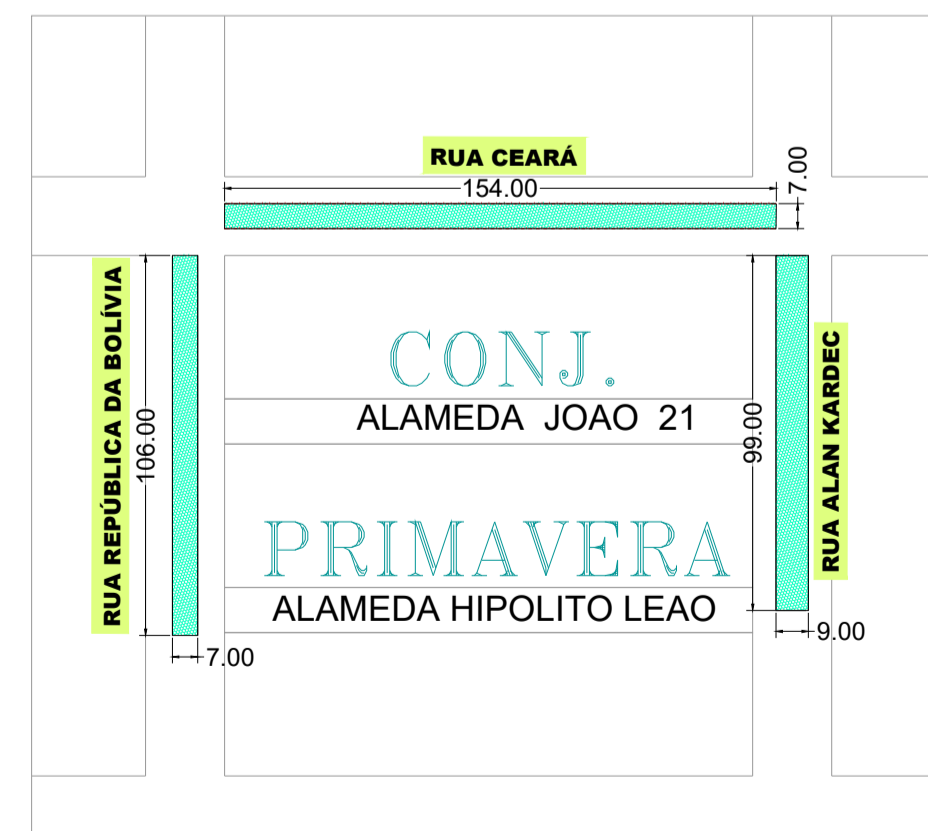 RUA CEARÁ
154.00
7.00
RUA REPÚBLICA DA BOLÍVIA
106.00
CONJ.
ALAMEDA JOAO 21
99.00
RUA ALAN KARDEC
PRIMAVERA
ALAMEDA HIPOLITO LEAO
9.00
7.00